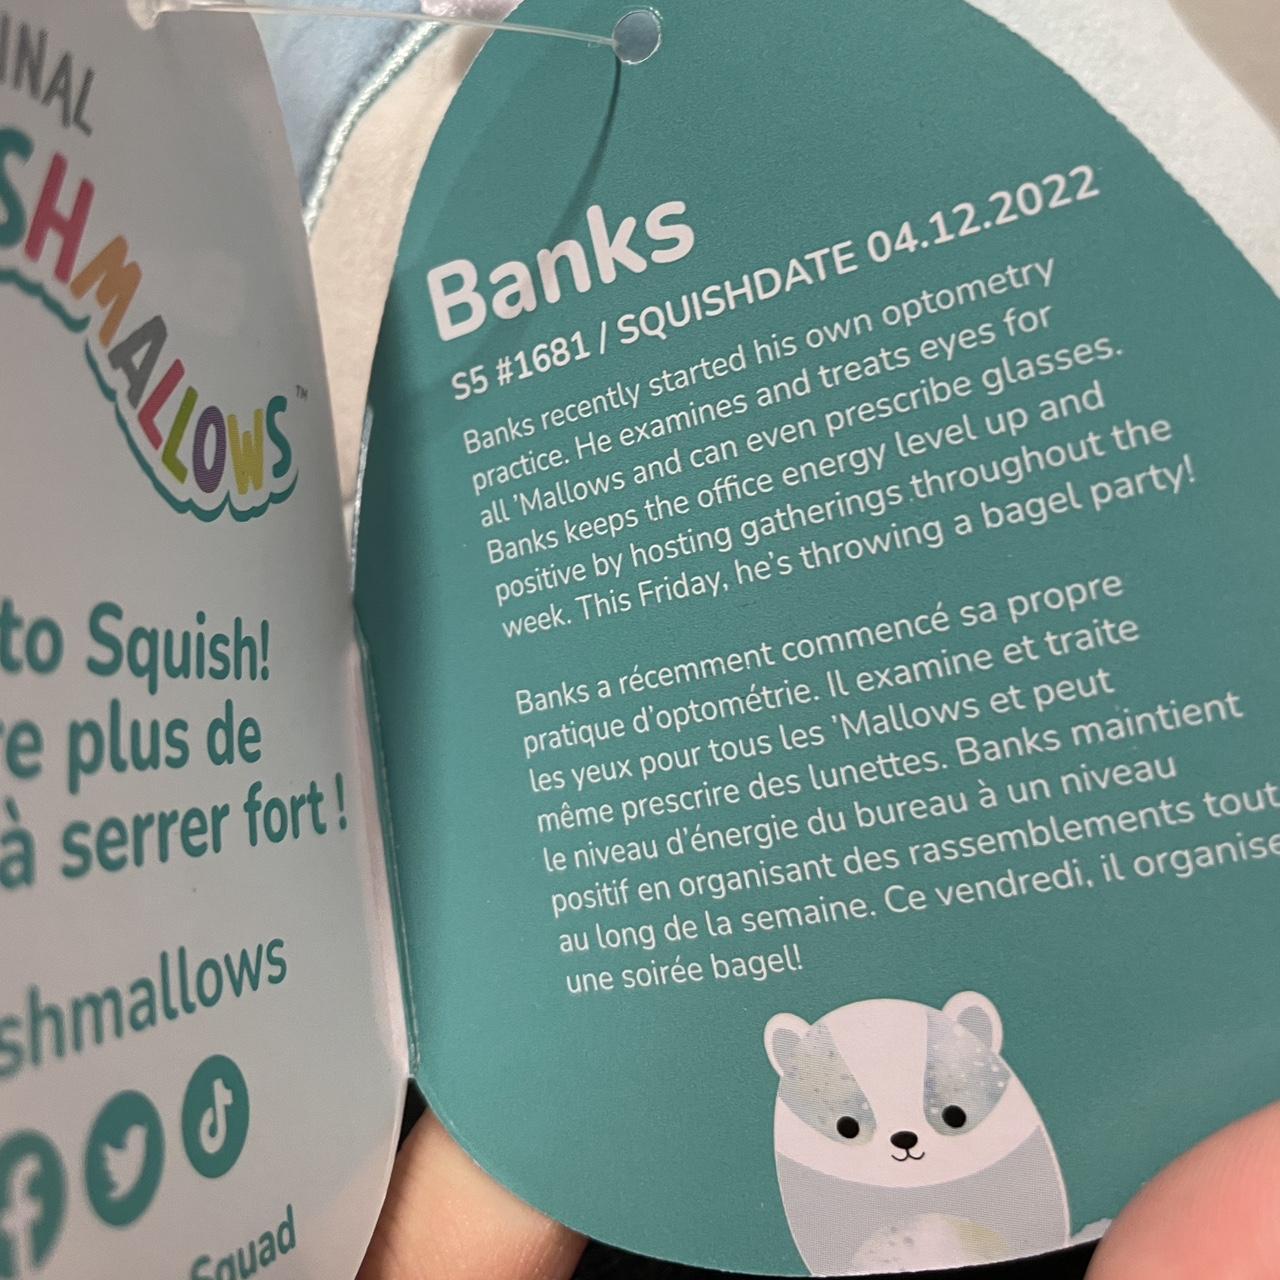 INAL
SHMALLOWS™
to Squish!
re plus de
à serrer fort !
shmallows
Squad
Banks
S5 #1681 / SQUISHDATE 04.12.2022
Banks recently started his own optometry
practice. He examines and treats eyes for
all 'Mallows and can even prescribe glasses.
Banks keeps the office energy level up and
positive by hosting gatherings throughout the
week. This Friday, he's throwing a bagel party!
Banks a récemment commencé sa propre
pratique d'optométrie. Il examine et traite
les yeux pour tous les 'Mallows et peut
même prescrire des lunettes. Banks maintient
le niveau d'énergie du bureau à un niveau
positif en organisant des rassemblements tout
au long de la semaine. Ce vendredi, il organise
une soirée bagel!